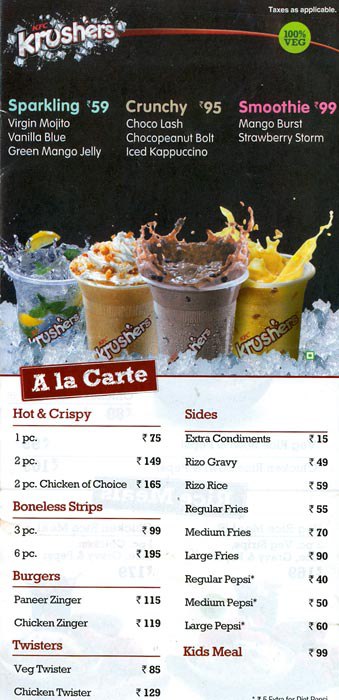 Taxes as applicable.
KFC
Krushers
100%
VEG
Sparkling ₹59
Virgin Mojito
Vanilla Blue
Green Mango Jelly
Crunchy ₹95
Choco Lash
Chocopeanut Bolt
Iced Kappuccino
Smoothie ₹99
Mango Burst
Strawberry Storm
Krushers
KFC
Krushers
KFC
Krushers
KFC
Krushers
A la Carte
Hot & Crispy
1 pc. ₹ 75
2 pc. ₹ 149
2 pc. Chicken of Choice ₹ 165
Boneless Strips
3 pc. ₹ 99
6 pc. ₹ 195
Burgers
Paneer Zinger ₹ 115
Chicken Zinger ₹ 119
Twisters
Veg Twister ₹ 85
Chicken Twister ₹ 129
Sides
Extra Condiments ₹ 15
Rizo Gravy ₹ 49
Rizo Rice ₹ 59
Regular Fries ₹ 55
Medium Fries ₹ 70
Large Fries ₹ 90
Regular Pepsi* ₹ 40
Medium Pepsi* ₹ 50
Large Pepsi* ₹ 60
Kids Meal ₹ 99
* ₹ 5 Extra for Diet Pepsi